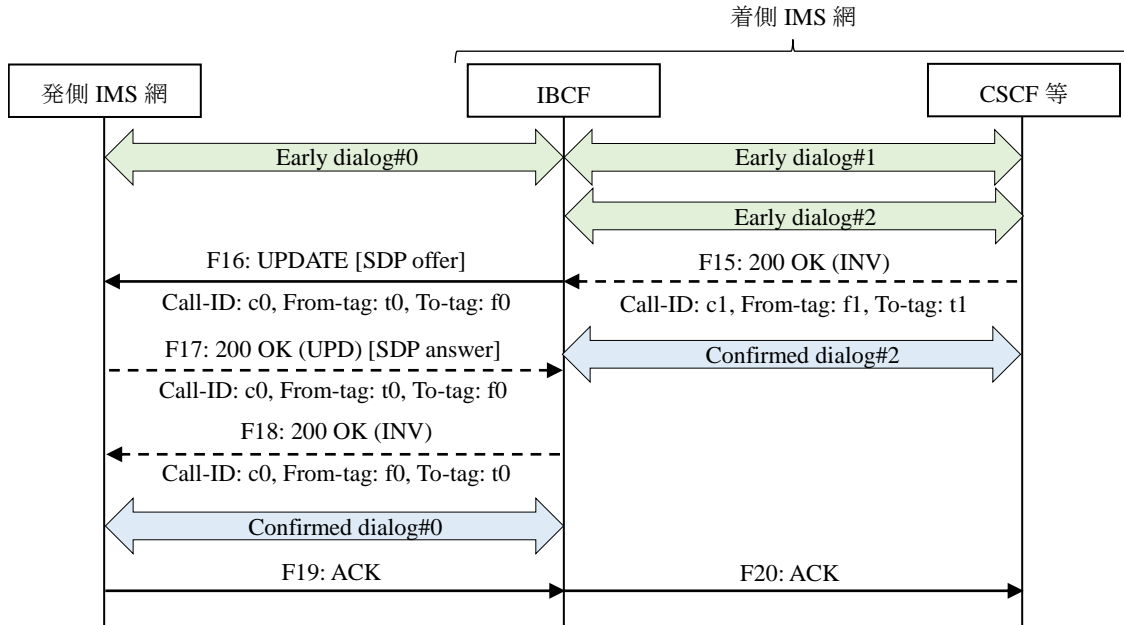 着側 IMS 網
発側 IMS 網
IBCF
CSCF 等
Early dialog#0
Early dialog#1
Early dialog#2
F16: UPDATE [SDP offer]
F15: 200 OK (INV)
Call-ID: c0, From-tag: t0, To-tag: f0
Call-ID: c1, From-tag: f1, To-tag: t1
F17: 200 OK (UPD) [SDP answer]
Confirmed dialog#2
Call-ID: c0, From-tag: t0, To-tag: f0
F18: 200 OK (INV)
Call-ID: c0, From-tag: f0, To-tag: t0
Confirmed dialog#0
F19: ACK
F20: ACK